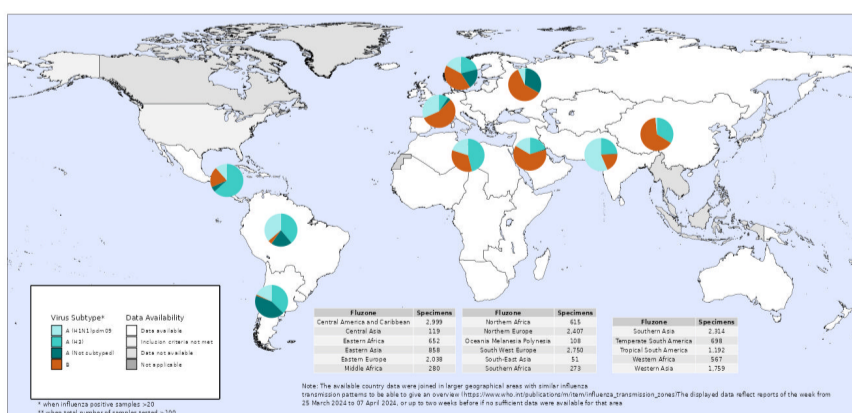 Virus Subtype*
A (H1N1)pdm09
A (H3)
A (Not subtyped)
B
Data Availability
Data available
Inclusion criteria not met
Data not available
Not applicable
Fluzone Specimens
Central America and Caribbean 2,999
Central Asia 119
Eastern Africa 652
Eastern Asia 858
Eastern Europe 2,038
Middle Africa 280
Fluzone Specimens
Northern Africa 615
Northern Europe 2,407
Oceania Melanesia Polynesia 108
South West Europe 2,750
South-East Asia 51
Southern Africa 273
Fluzone Specimens
Southern Asia 2,314
Temperate South America 698
Tropical South America 1,192
Western Africa 567
Western Asia 1,759
Note: The available country data were joined in larger geographical areas with similar influenza
transmission patterns to be able to give an overview (https://www.who.int/publications/m/item/influenza_transmission_zones)The displayed data reflect reports of the week from
25 March 2024 to 07 April 2024, or up to two weeks before if no sufficient data were available for that area
* when influenza positive samples >20
** when total number of samples tested >100